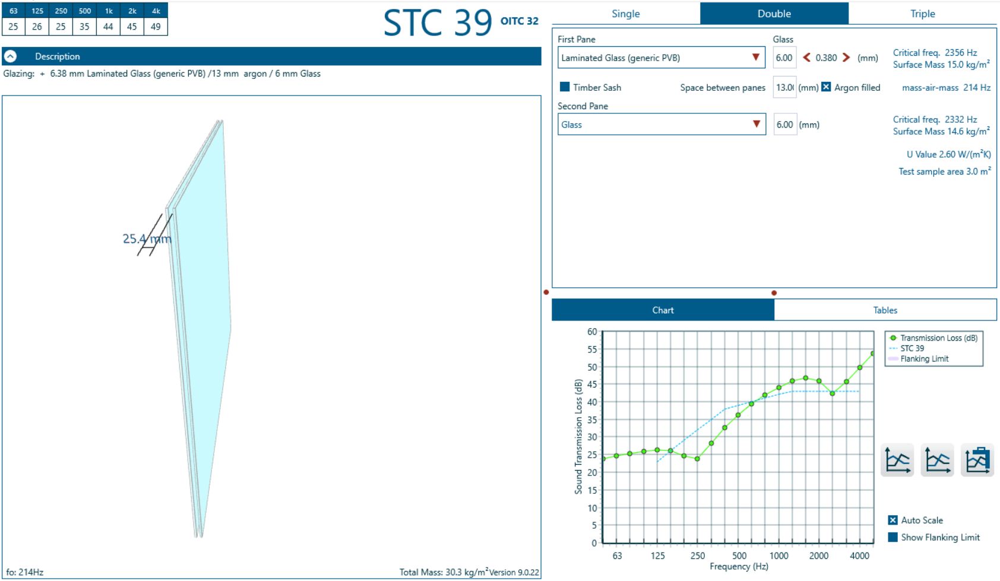 63 125 250 500 1k 2k 4k
25 26 25 35 44 45 49
STC 39 OITC 32
Description
Glazing: + 6.38 mm Laminated Glass (generic PVB) /13 mm argon / 6 mm Glass
25.4 mm
fo: 214Hz
Total Mass: 30.3 kg/m² Version 9.0.22
Single Double Triple
First Pane Glass
Laminated Glass (generic PVB) 6.00 0.380 (mm)
Critical freq. 2356 Hz
Surface Mass 15.0 kg/m²
Timber Sash Space between panes 13.0 (mm) Argon filled mass-air-mass 214 Hz
Second Pane
Glass 6.00 (mm)
Critical freq. 2332 Hz
Surface Mass 14.6 kg/m²
U Value 2.60 W/(m²K)
Test sample area 3.0 m²
Chart Tables
Sound Transmission Loss (dB)
60
55
50
45
40
35
30
25
20
15
10
5
0
63 125 250 500 1000 2000 4000
Frequency (Hz)
Transmission Loss (dB)
STC 39
Flanking Limit
Auto Scale
Show Flanking Limit